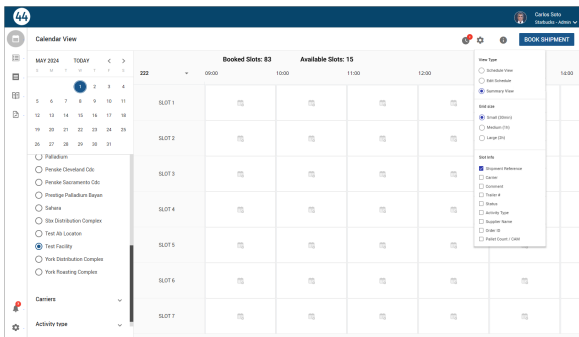 44
Carlos Soto
Starbucks - Admin
Calendar View
BOOK SHIPMENT
MAY 2024 TODAY < >
S M T W T F S
1 2 3 4
5 6 7 8 9 10 11
12 13 14 15 16 17 18
19 20 21 22 23 24 25
26 27 28 29 30 31
Palladium
Penske Cleveland Cdc
Penske Sacramento Cdc
Prestige Palladium Bayan
Sahara
Sbx Distribution Complex
Test Ab Locaton
Test Facility
York Distribution Complex
York Roasting Complex
Carriers
Activity type
Booked Slots: 83 Available Slots: 15
222 09:00 10:00 11:00 12:00 14:00
SLOT 1
SLOT 2
SLOT 3
SLOT 4
SLOT 5
SLOT 6
SLOT 7
View Type
Schedule View
Edit Schedule
Summary View
Grid size
Small (30min)
Medium (1h)
Large (2h)
Slot Info
Shipment Reference
Carrier
Comment
Trailer #
Status
Activity Type
Supplier Name
Order ID
Pallet Count / CAW